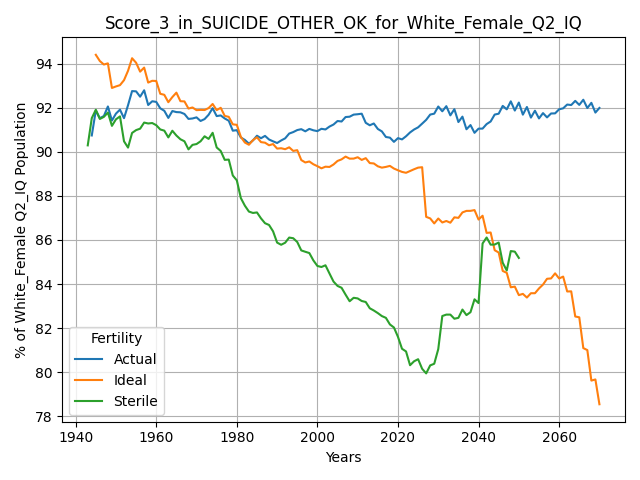 Score_3_in_SUICIDE_OTHER_OK_for_White_Female_Q2_IQ
% of White_Female Q2_IQ Population
94
92
90
88
86
84
82
80
78
Fertility
Actual
Ideal
Sterile
1940
1960
1980
2000
2020
2040
2060
Years